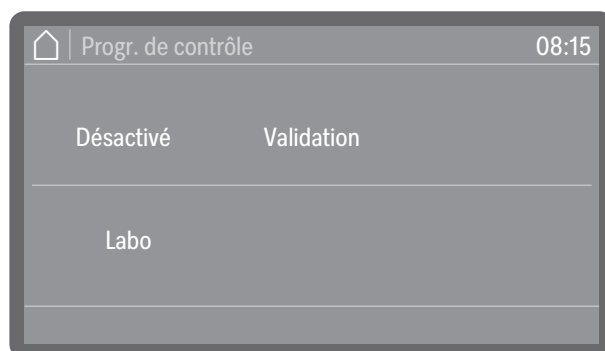 Progr. de contrôle 08:15
Désactivé Validation
Labo